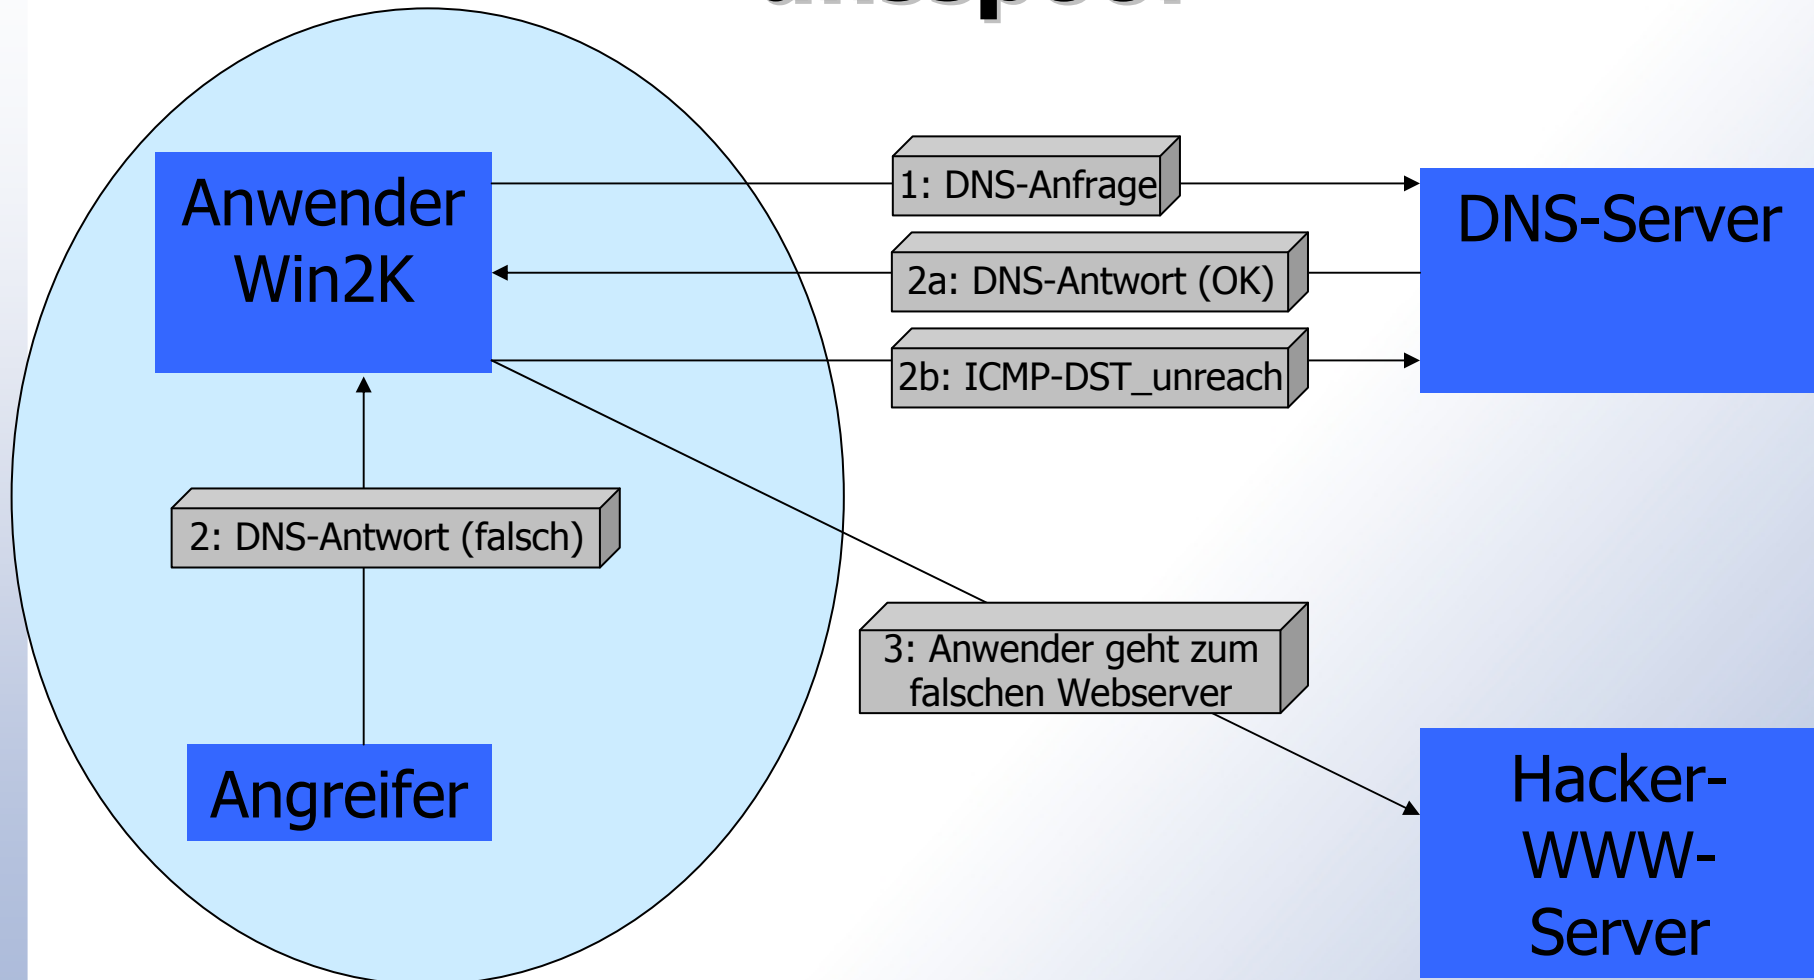 dnsspoof
Anwender
Win2K
1: DNS-Anfrage
DNS-Server
2a: DNS-Antwort (OK)
2b: ICMP-DST_unreach
2: DNS-Antwort (falsch)
3: Anwender geht zum
falschen Webserver
Angreifer
Hacker-
WWW-
Server